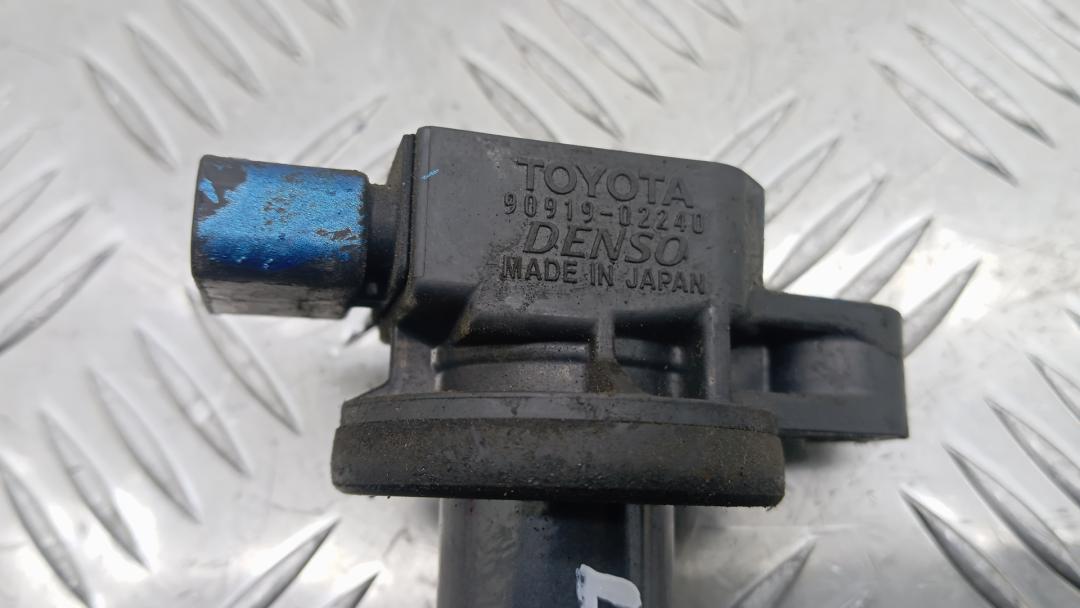 TOYOTA
90919-02240
DENSO
MADE IN JAPAN